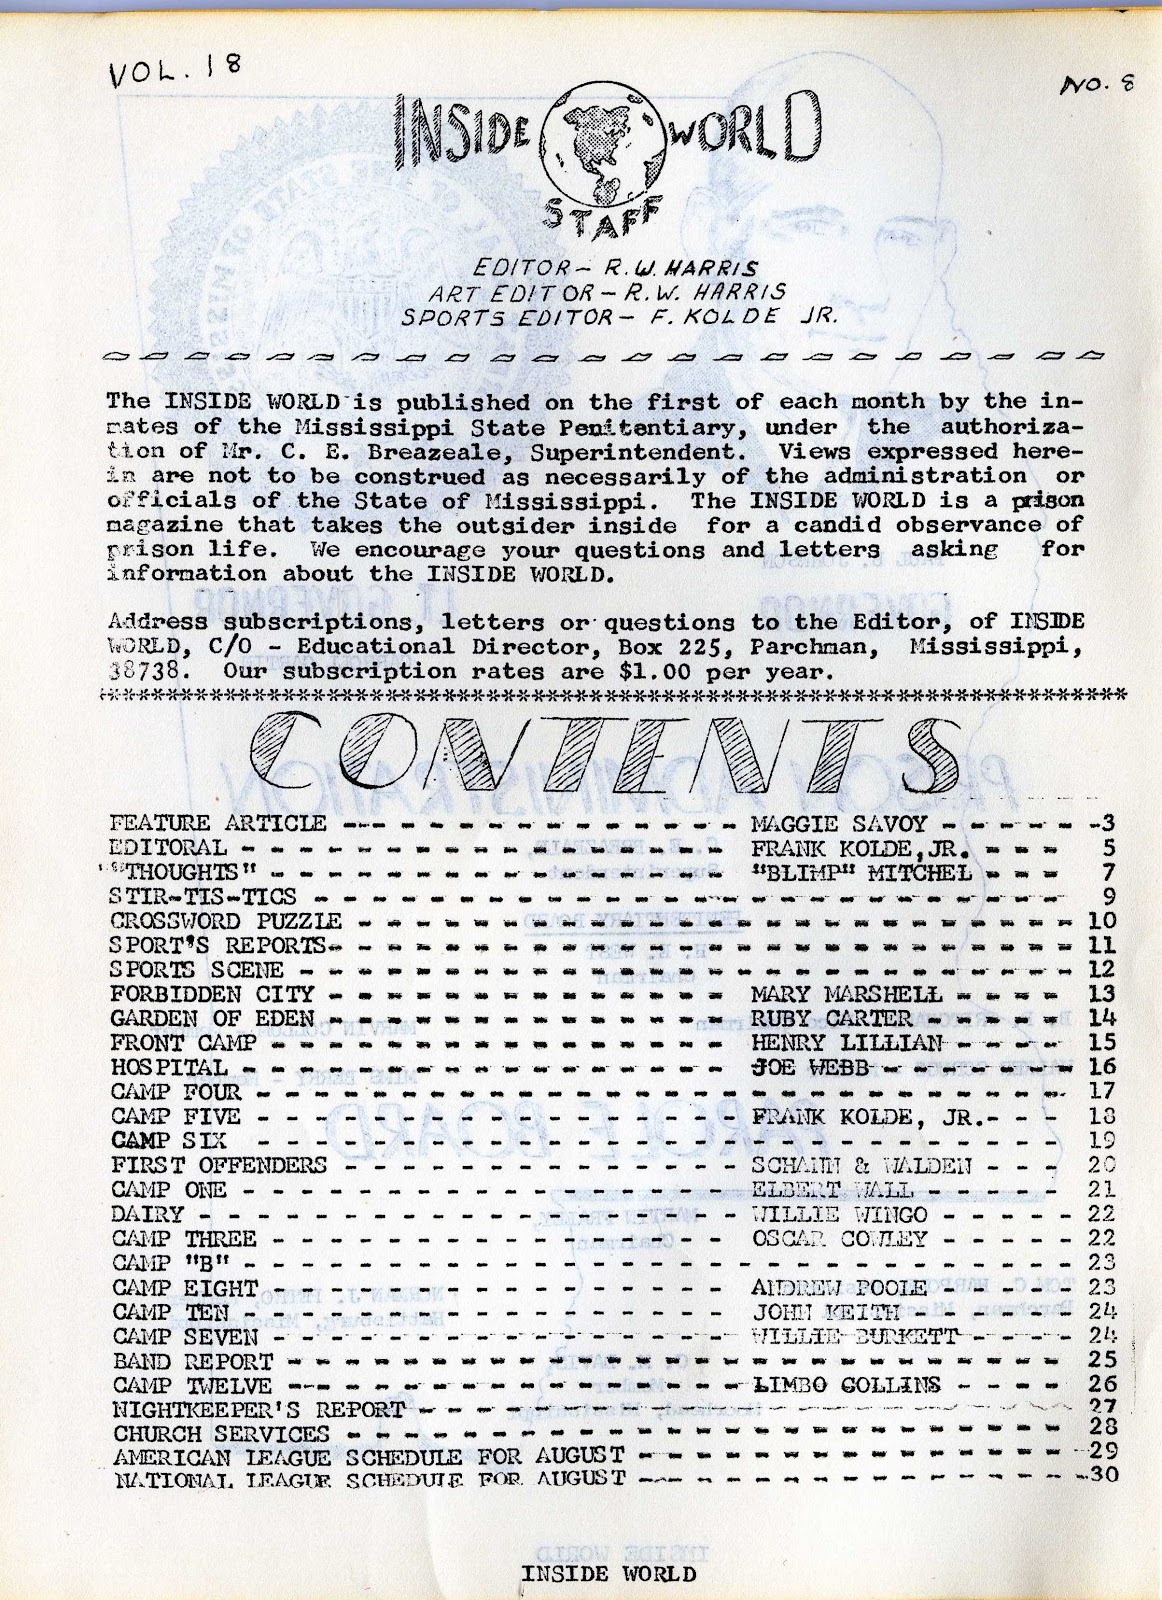 VOL. 18
NO. 8
INSIDE WORLD
STAFF
EDITOR- R.W. HARRIS
ART EDITOR-R.W. HARRIS
SPORTS EDITOR- F. KOLDE JR.
The INSIDE WORLD is published on the first of each month by the in-
mates of the Mississippi State Penitentiary, under the authoriza-
tion of Mr. C. E. Breazeale, Superintendent. Views expressed here-
in are not to be construed as necessarily of the administration or
officials of the State of Mississippi. The INSIDE WORLD is a prison
magazine that takes the outsider inside for a candid observance of
prison life. We encourage your questions and letters asking for
information about the INSIDE WORLD.
Address subscriptions, letters or questions to the Editor, of INSIDE
WORLD, C/O - Educational Director, Box 225, Parchman, Mississippi,
38738. Our subscription rates are $1.00 per year.
CONTENTS
FEATURE ARTICLE - - - MAGGIE SAVOY - - - 3
EDITORAL - - - FRANK KOLDE,JR. - - - 5
"THOUGHTS" - - - "BLIMP" MITCHEL - - - 7
STIR-TIS-TICS - - - 9
CROSSWORD PUZZLE - - - 10
SPORT'S REPORTS - - - 11
SPORTS SCENE - - - 12
FORBIDDEN CITY - - - MARY MARSHELL - - - 13
GARDEN OF EDEN - - - RUBY CARTER - - - 14
FRONT CAMP - - - HENRY LILLIAN - - - 15
HOSPITAL - - - JOE WEBB - - - 16
CAMP FOUR - - - 17
CAMP FIVE - - - FRANK KOLDE, JR. - - - 18
CAMP SIX - - - 19
FIRST OFFENDERS - - - SCHANN & WALDEN - - - 20
CAMP ONE - - - ELBERT WALL - - - 21
DAIRY - - - WILLIE WINGO - - - 22
CAMP THREE - - - OSCAR COWLEY - - - 22
CAMP "B" - - - 23
CAMP EIGHT - - - ANDREW POOLE - - - 23
CAMP TEN - - - JOHN KEITH - - - 24
CAMP SEVEN - - - WILLIE BURKETT - - - 24
BAND REPORT - - - 25
CAMP TWELVE - - - LIMBO COLLINS - - - 26
NIGHTKEEPER'S REPORT - - - 27
CHURCH SERVICES - - - 28
AMERICAN LEAGUE SCHEDULE FOR AUGUST - - - 29
NATIONAL LEAGUE SCHEDULE FOR AUGUST - - - 30
INSIDE WORLD